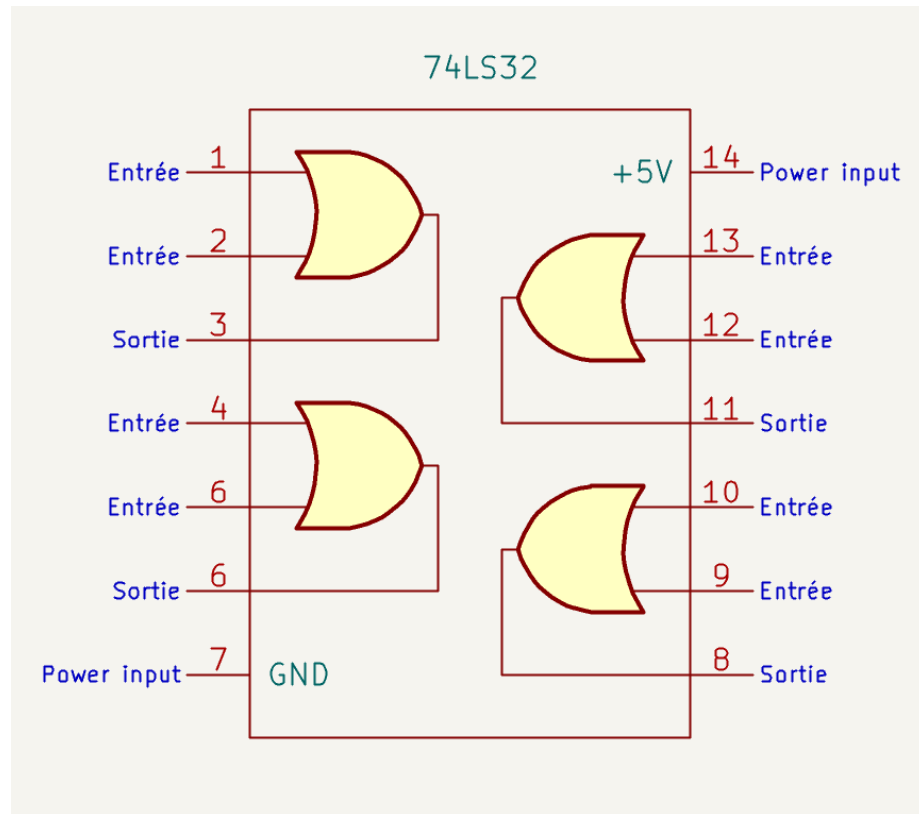 74LS32
Entrée 1
Entrée 2
Sortie 3
Entrée 4
Entrée 6
Sortie 6
Power input 7 GND
+5V 14 Power input
13 Entrée
12 Entrée
11 Sortie
10 Entrée
9 Entrée
8 Sortie